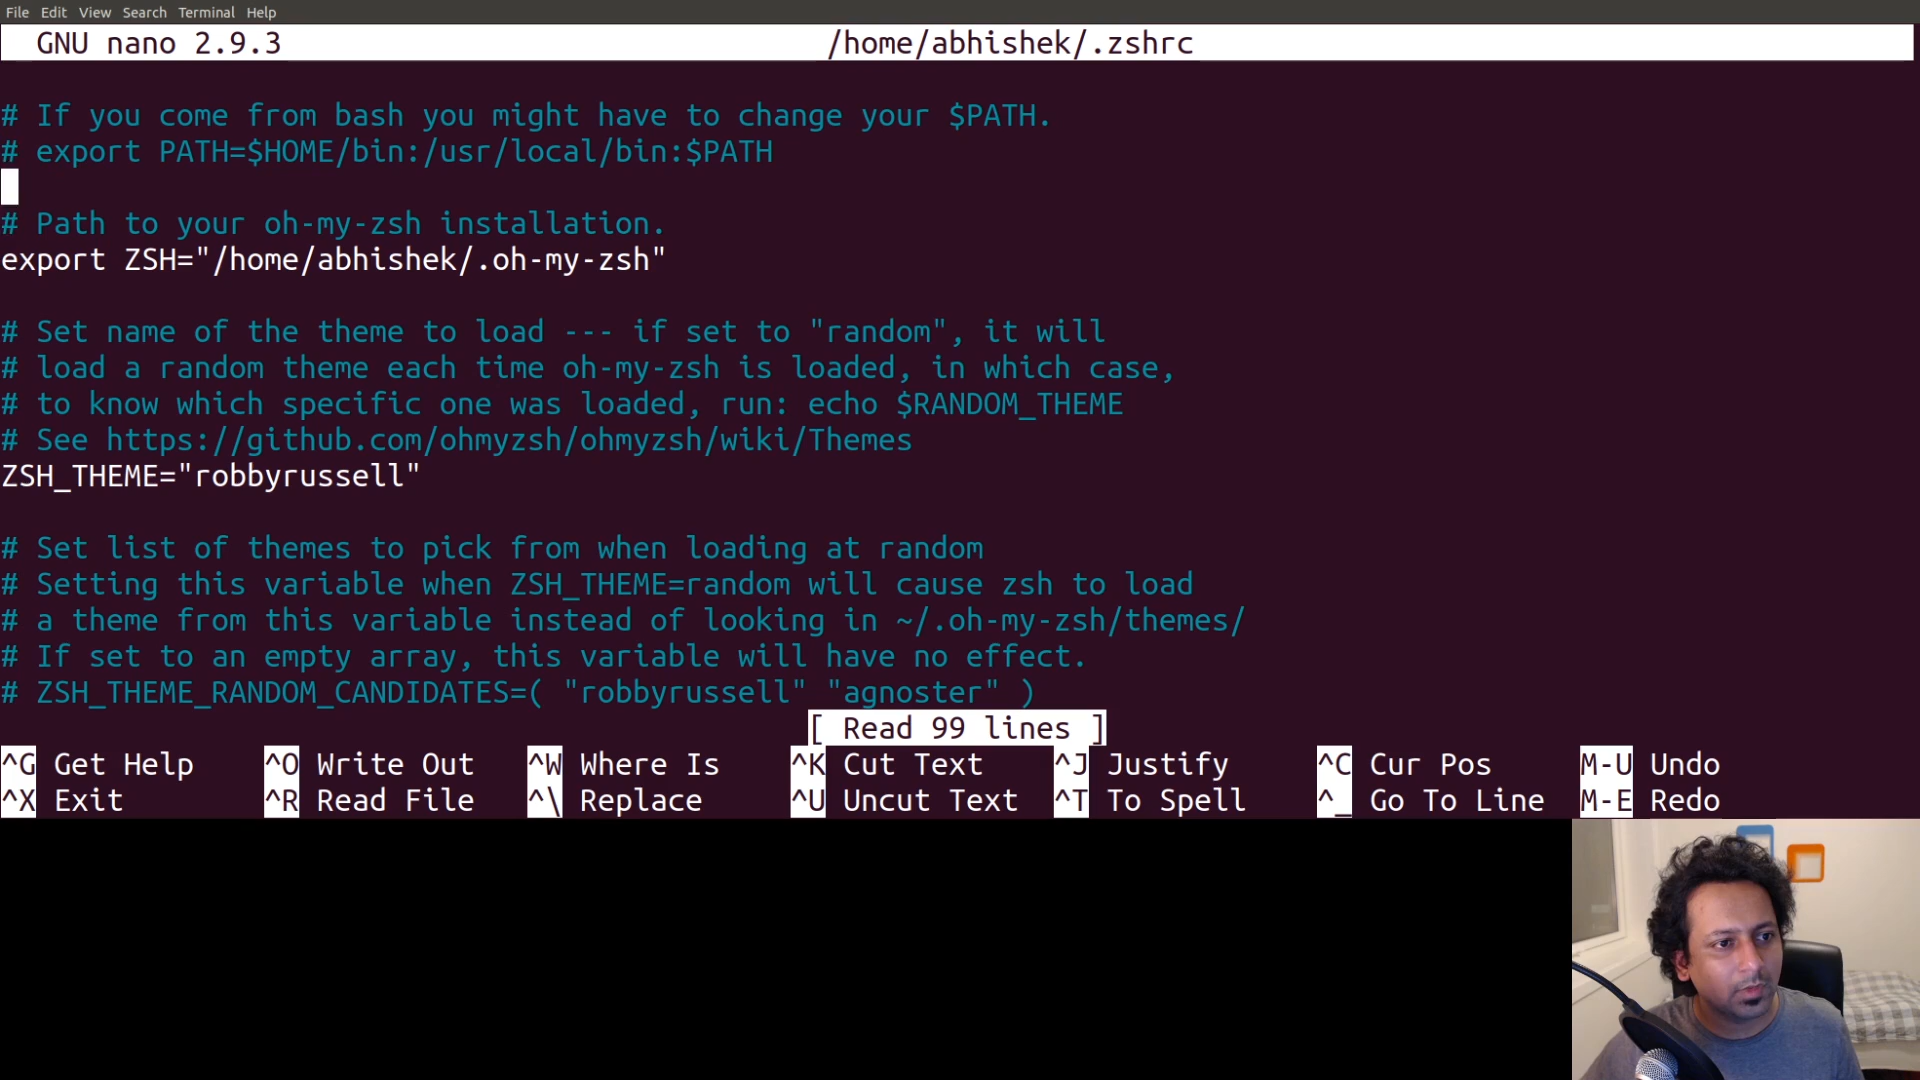 File Edit View Search Terminal Help
GNU nano 2.9.3 /home/abhishek/.zshrc
# If you come from bash you might have to change your $PATH.
# export PATH=$HOME/bin:/usr/local/bin:$PATH
# Path to your oh-my-zsh installation.
export ZSH="/home/abhishek/.oh-my-zsh"
# Set name of the theme to load --- if set to "random", it will
# load a random theme each time oh-my-zsh is loaded, in which case,
# to know which specific one was loaded, run: echo $RANDOM_THEME
# See https://github.com/ohmyzsh/ohmyzsh/wiki/Themes
ZSH_THEME="robbyrussell"
# Set list of themes to pick from when loading at random
# Setting this variable when ZSH_THEME=random will cause zsh to load
# a theme from this variable instead of looking in ~/.oh-my-zsh/themes/
# If set to an empty array, this variable will have no effect.
# ZSH_THEME_RANDOM_CANDIDATES=( "robbyrussell" "agnoster" )
[ Read 99 lines ]
^G Get Help ^O Write Out ^W Where Is ^K Cut Text ^J Justify ^C Cur Pos M-U Undo
^X Exit ^R Read File ^\ Replace ^U Uncut Text ^T To Spell ^_ Go To Line M-E Redo